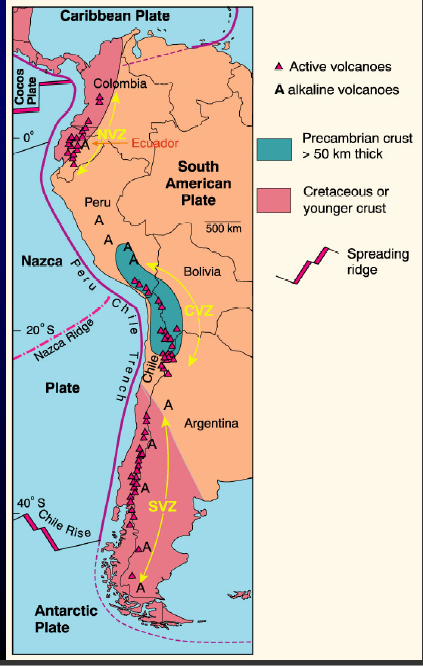 Caribbean Plate
Cocos
Plate
Colombia
0°
NVZ
A
Ecuador
South
American
Plate
500 km
Peru
A
A
A
A
Nazca
Bolivia
Peru Chile Trench
CVZ
20° S
Nazca Ridge
Chile
Plate
A
Argentina
A
A
40° S
Chile Rise
SVZ
A
A
Antarctic
Plate
Active volcanoes
A alkaline volcanoes
Precambrian crust
> 50 km thick
Cretaceous or
younger crust
Spreading
ridge